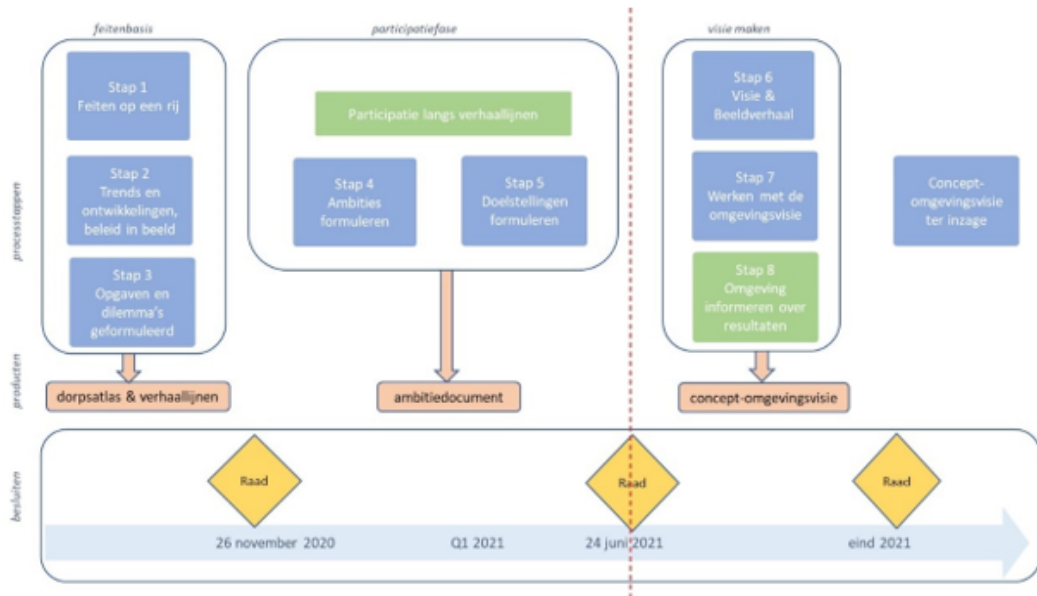 feitenbasis
participatiefase
visie maken
processtappen
Stap 1
Feiten op een rij
Stap 2
Trends en
ontwikkelingen,
beleid in beeld
Stap 3
Opgaven en
dilemma's
geformuleerd
Participatie langs verhaallijnen
Stap 4
Ambities
formuleren
Stap 5
Doelstellingen
formuleren
Stap 6
Visie &
Beeldverhaal
Stap 7
Werken met de
omgevingsvisie
Stap 8
Omgeving
informeren over
resultaten
Concept-
omgevingsvisie
ter inzage
producten
dorpsatlas & verhaallijnen
ambitiedocument
concept-omgevingsvisie
besluiten
Raad
Raad
Raad
26 november 2020
Q1 2021
24 juni 2021
eind 2021